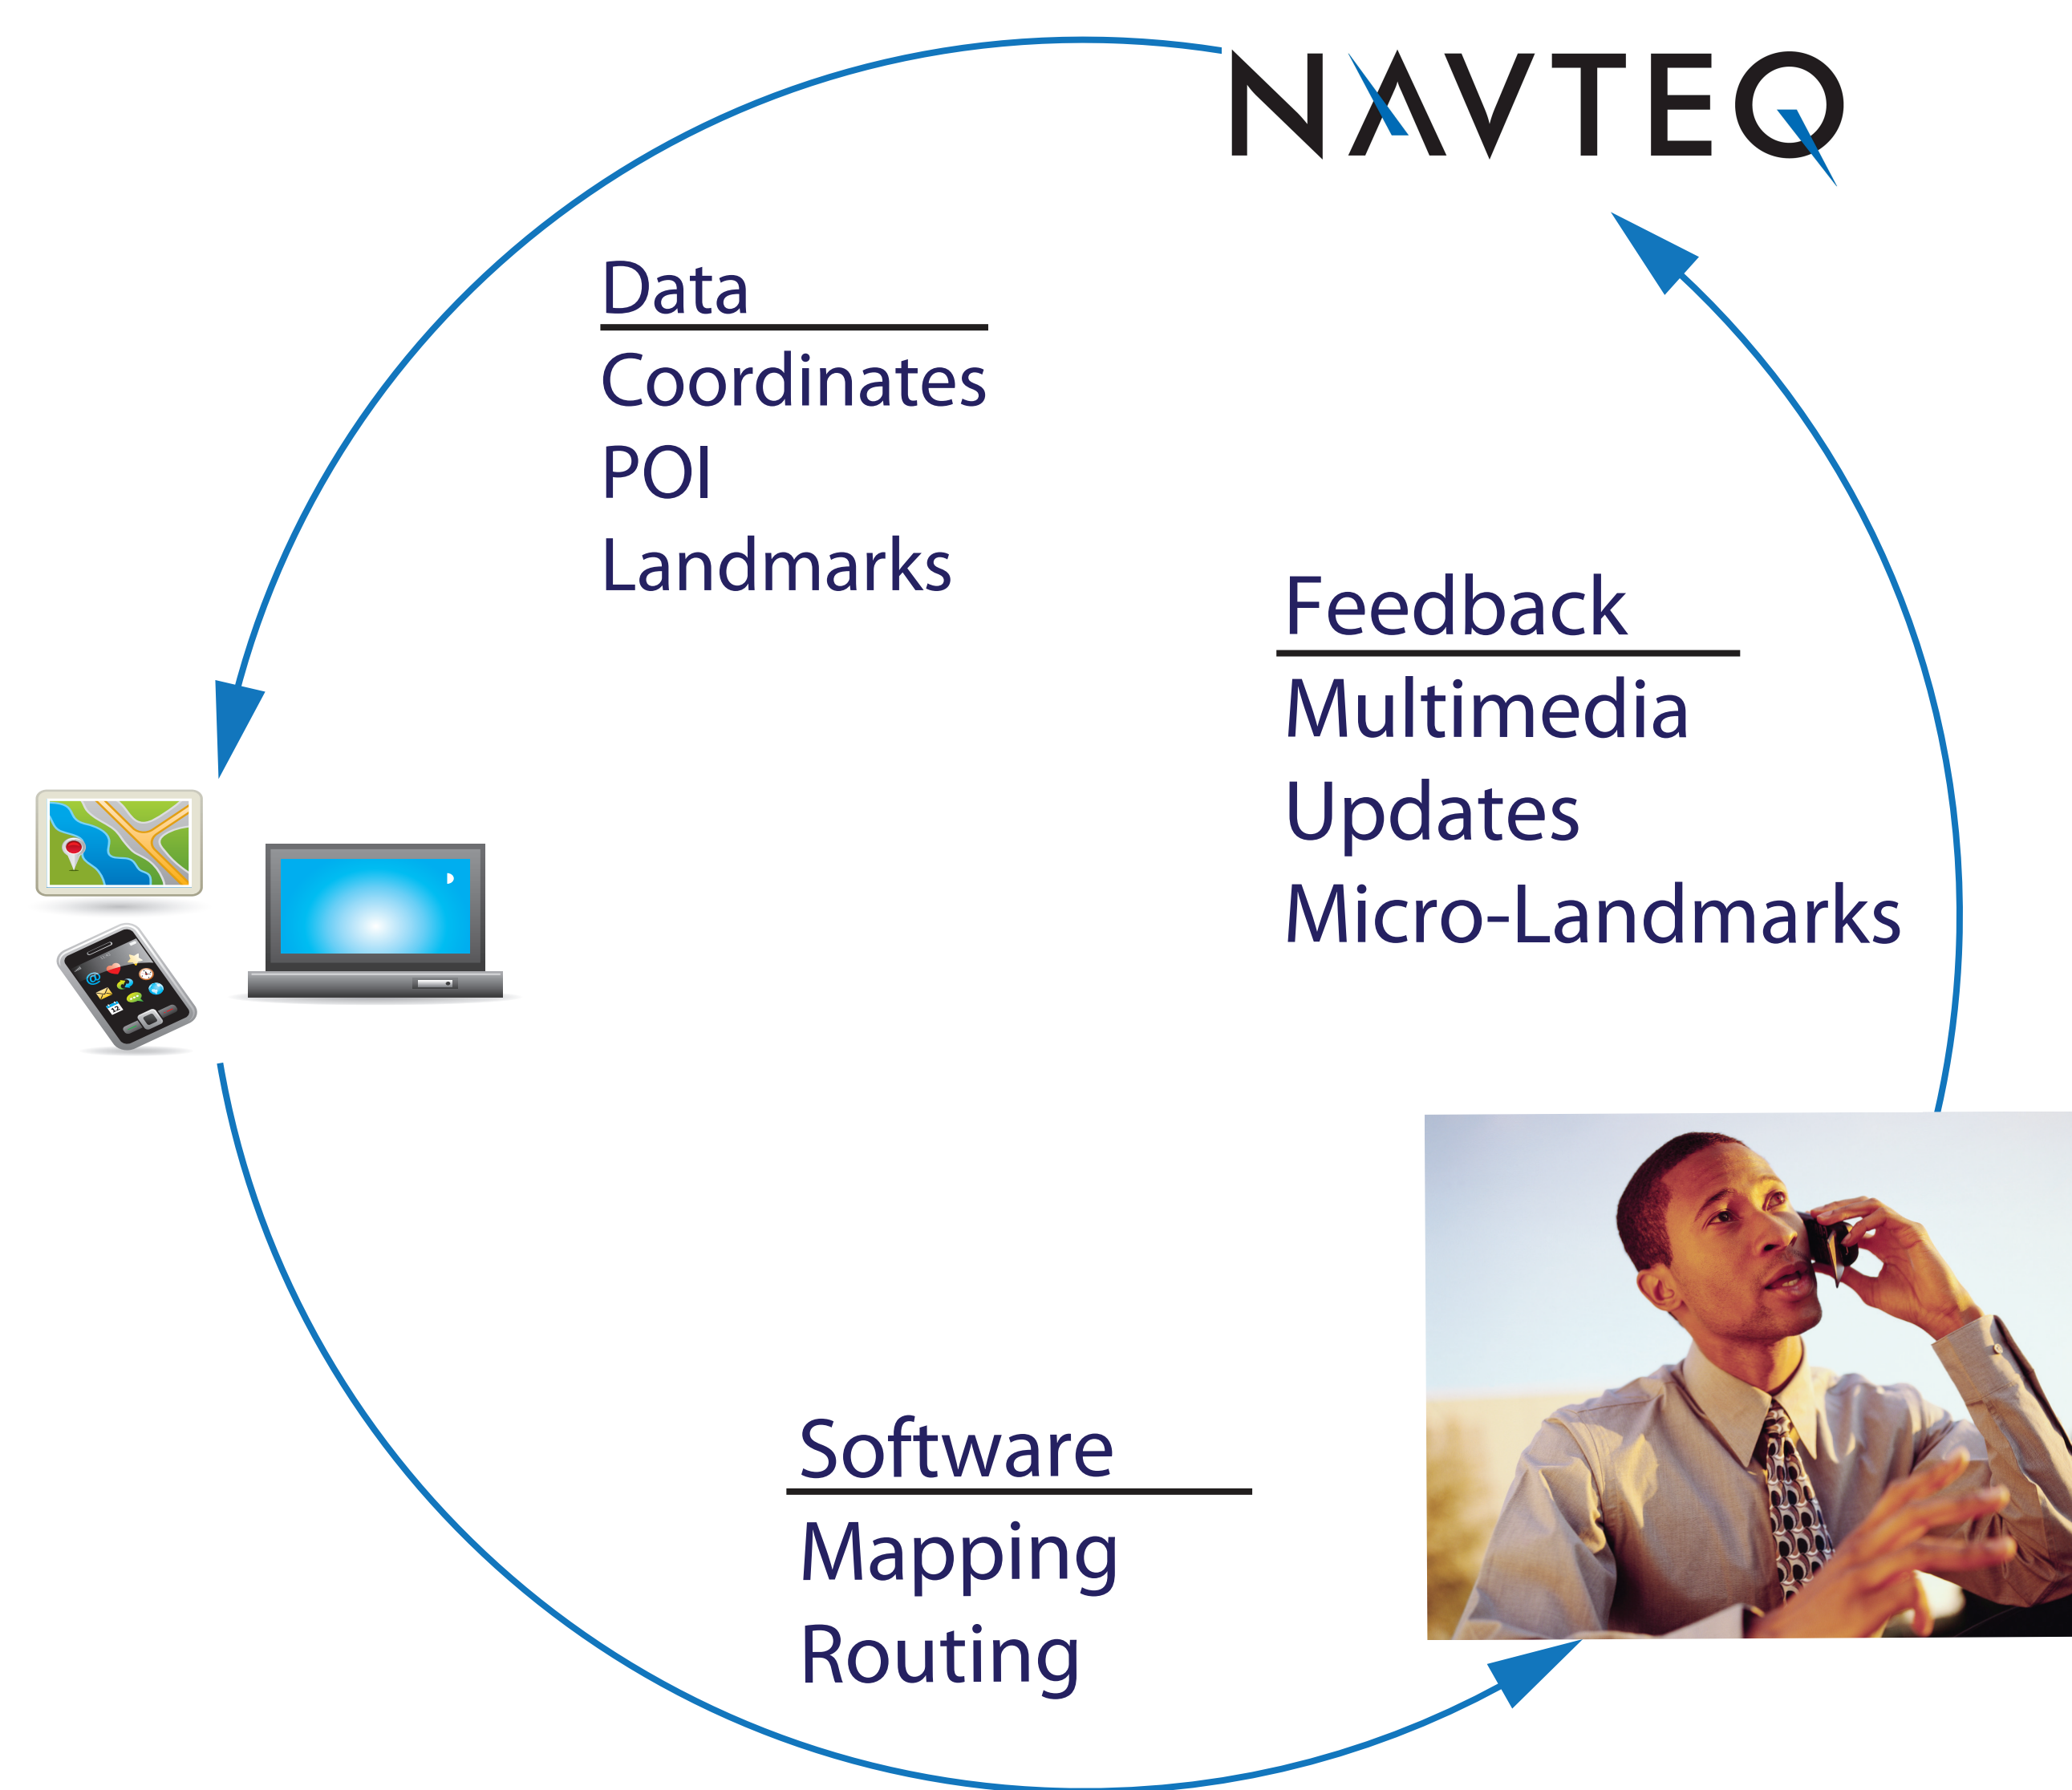 NAVTEQ
Data
Coordinates
POI
Landmarks
Feedback
Multimedia
Updates
Micro-Landmarks
Software
Mapping
Routing